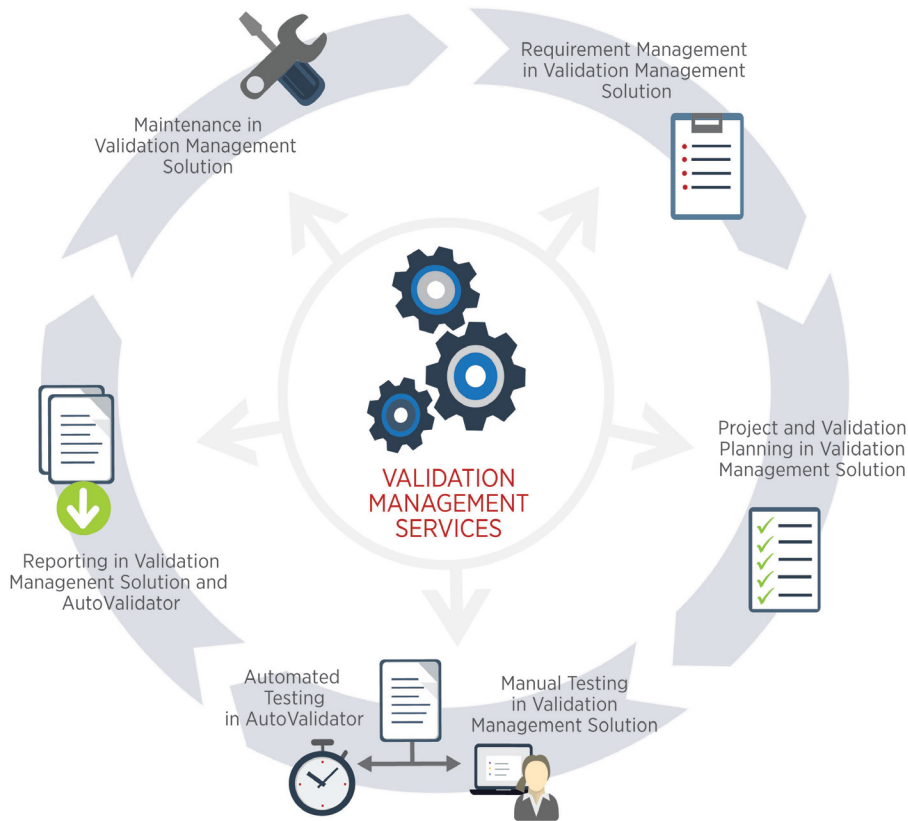 Requirement Management
in Validation Management
Solution
Maintenance in
Validation Management
Solution
Project and Validation
Planning in Validation
Management Solution
VALIDATION
MANAGEMENT
SERVICES
Reporting in Validation
Managenent Solution and
AutoValidator
Automated
Testing
in AutoValidator
Manual Testing
in Validation
Management Solution